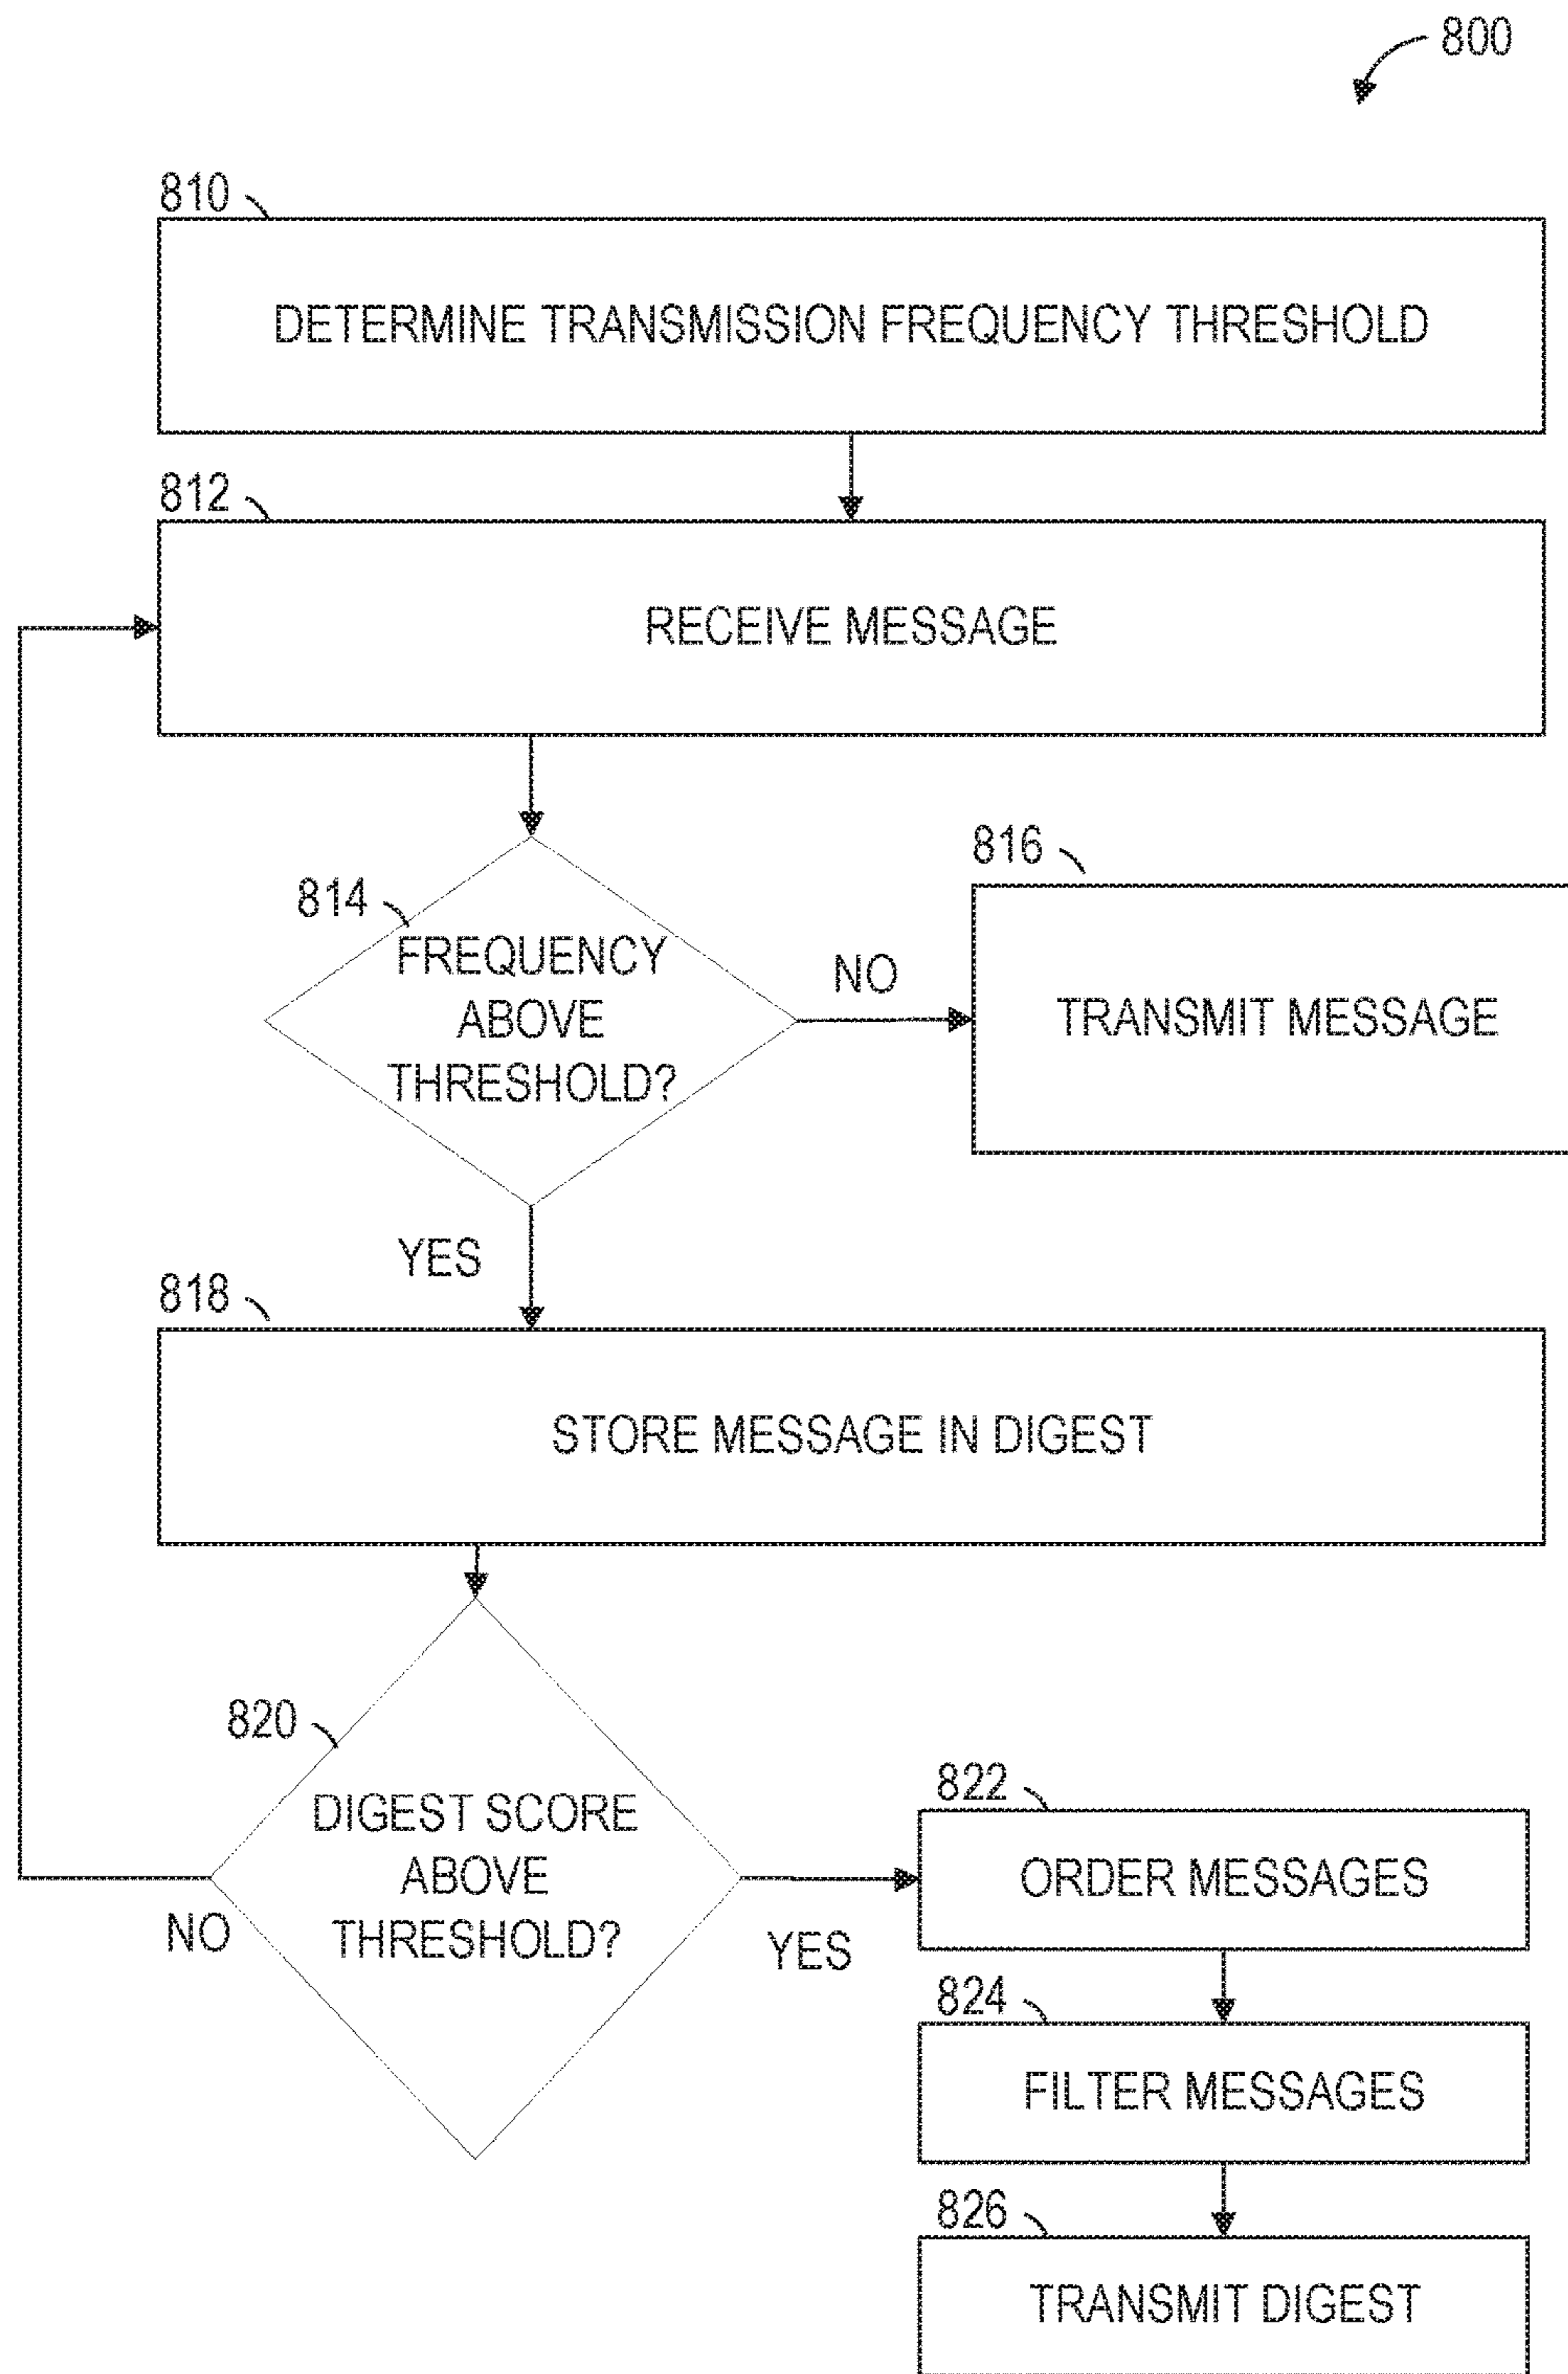 800
810
DETERMINE TRANSMISSION FREQUENCY THRESHOLD
812
RECEIVE MESSAGE
814
FREQUENCY
ABOVE
THRESHOLD?
NO
816
TRANSMIT MESSAGE
YES
818
STORE MESSAGE IN DIGEST
820
DIGEST SCORE
ABOVE
THRESHOLD?
NO
YES
822
ORDER MESSAGES
824
FILTER MESSAGES
826
TRANSMIT DIGEST